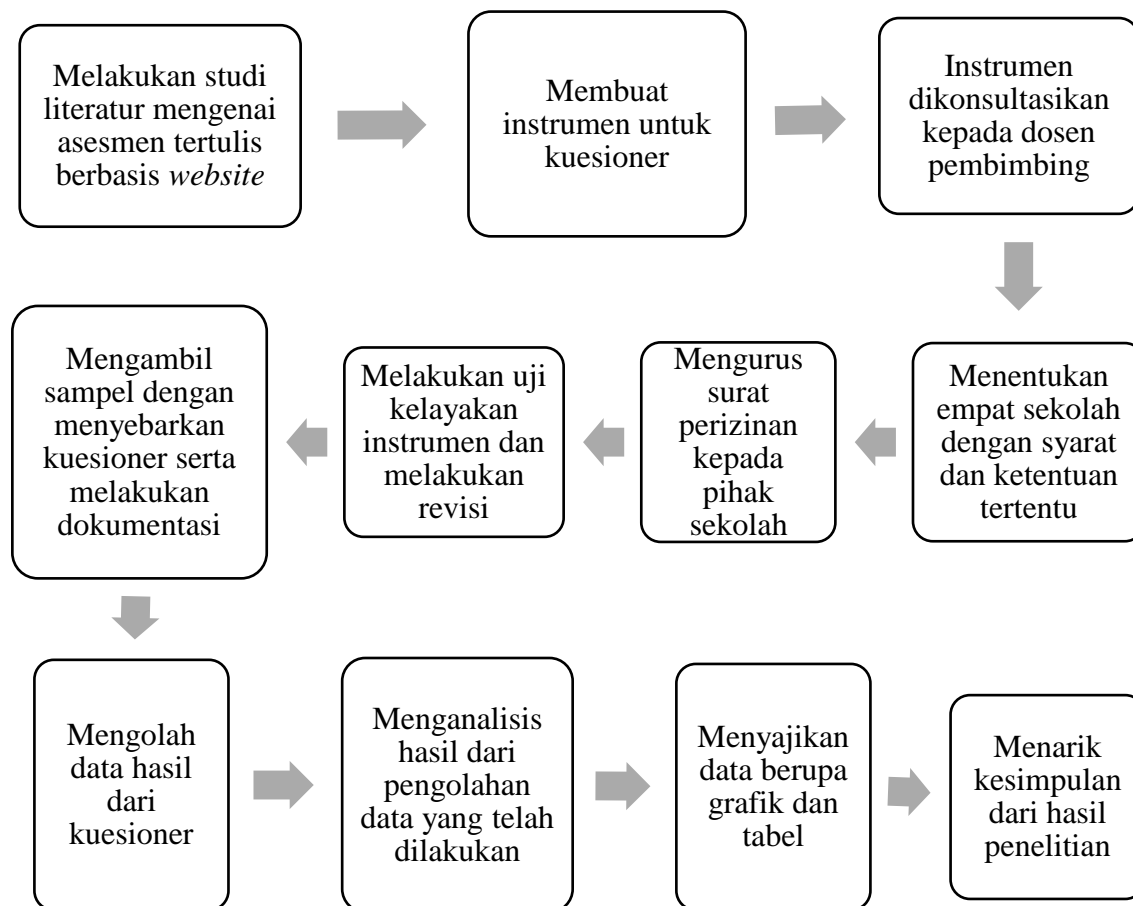 Melakukan studi
literatur mengenai
asesmen tertulis
berbasis website
Membuat
instrumen untuk
kuesioner
Instrumen
dikonsultasikan
kepada dosen
pembimbing
Menentukan
empat sekolah
dengan syarat
dan ketentuan
tertentu
Mengurus
surat
perizinan
kepada
pihak
sekolah
Melakukan uji
kelayakan
instrumen dan
melakukan
revisi
Mengambil
sampel dengan
menyebarkan
kuesioner serta
melakukan
dokumentasi
Mengolah
data hasil
dari
kuesioner
Menganalisis
hasil dari
pengolahan
data yang telah
dilakukan
Menyajikan
data berupa
grafik dan
tabel
Menarik
kesimpulan
dari hasil
penelitian